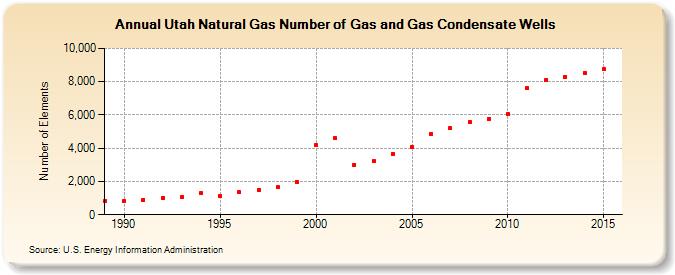 Annual Utah Natural Gas Number of Gas and Gas Condensate Wells
Number of Elements
10,000
8,000
6,000
4,000
2,000
0
1990 1995 2000 2005 2010 2015
Source: U.S. Energy Information Administration